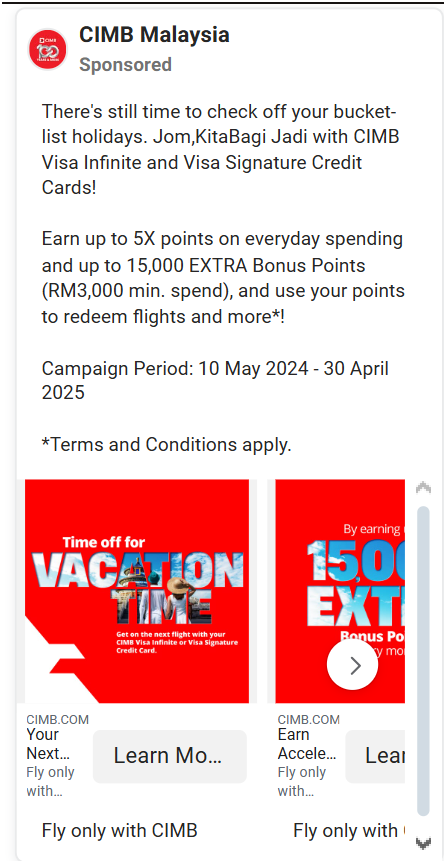 CIMB Malaysia
Sponsored
There's still time to check off your bucket-
list holidays. Jom,KitaBagi Jadi with CIMB
Visa Infinite and Visa Signature Credit
Cards!
Earn up to 5X points on everyday spending
and up to 15,000 EXTRA Bonus Points
(RM3,000 min. spend), and use your points
to redeem flights and more*!
Campaign Period: 10 May 2024 - 30 April
2025
*Terms and Conditions apply.
Time off for
VACATION
TIME
Get on the next flight with your
CIMB Visa Infinite or Visa Signature
Credit Card.
By earning
15,00
EXT
Bonus Po
ry mo
CIMB.COM
Your
Next...
Fly only
with...
Learn Mo...
CIMB.COM
Earn
Accele...
Fly only
with...
Lear
Fly only with CIMB
Fly only with